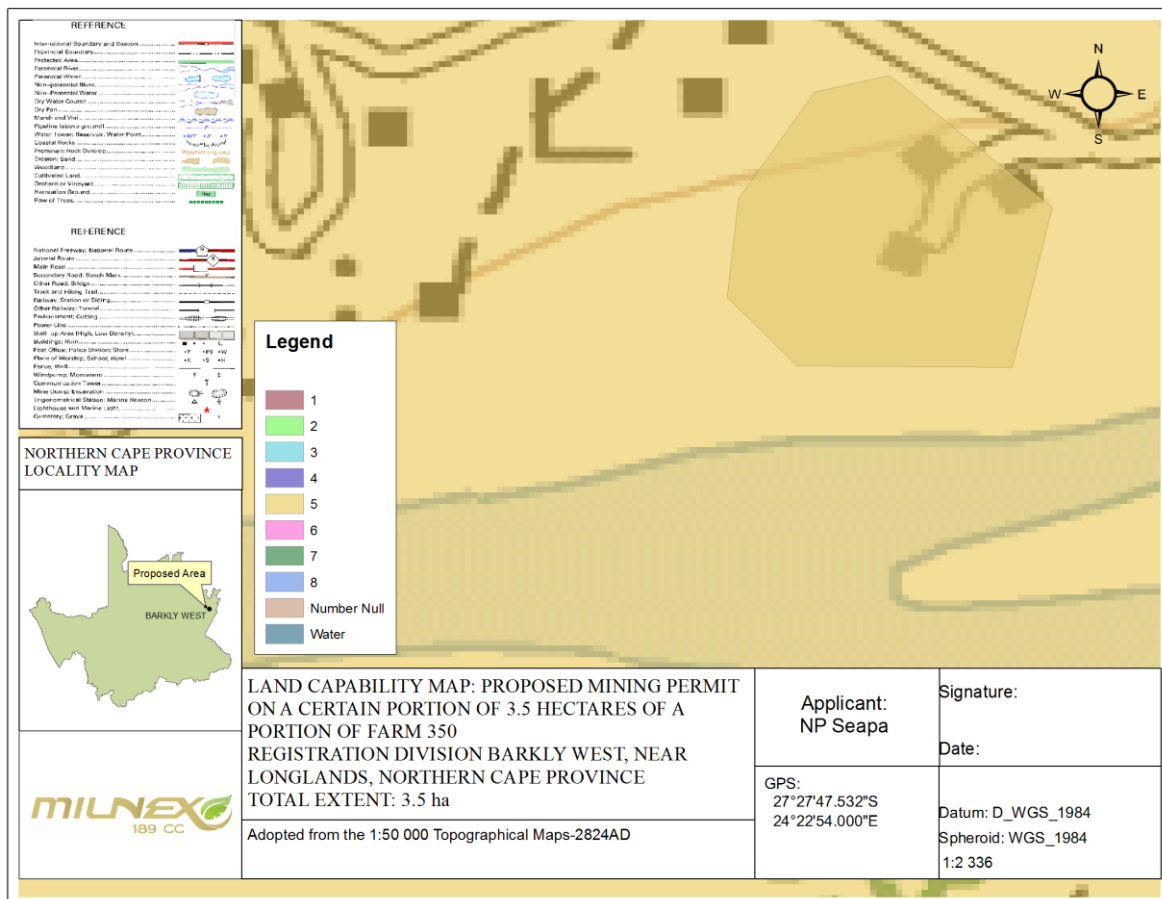 REFERENCE
International Boundary and Beacon
Provincial Boundary
Protected Area
Perennial River
Perennial Water
Non-perennial River
Non-Perennial Water
Dry Water Course
Dry Pan
Marsh and Vlei
Pipeline (above ground)
Water Tower; Reservoir; Water Point
Coastal Rocks
Prominent Rock Outcrop
Erosion; Sand
Woodland
Cultivated Land
Orchard or Vineyard
Recreation Ground
Row of Trees
REFERENCE
National Freeway; National Route
Arterial Route
Main Road
Secondary Road; Bench Mark
Other Road; Bridge
Track and Hiking Trail
Railway; Station or Siding
Other Railway; Tunnel
Embankment; Cutting
Power Line
Built-up Area (High, Low Density)
Buildings; Ruin
Post Office; Police Station; Store
Place of Worship; School; Hotel
Fence; Wall
Windpump; Monument
Communication Tower
Mine Dump; Excavation
Trigonometrical Station; Marine Beacon
Lighthouse and Marine Light
Cemetery; Grave
N
W E
S
Legend
1
2
3
4
5
6
7
8
Number Null
Water
NORTHERN CAPE PROVINCE
LOCALITY MAP
Proposed Area
BARKLY WEST
MILNEX
189 CC
LAND CAPABILITY MAP: PROPOSED MINING PERMIT
ON A CERTAIN PORTION OF 3.5 HECTARES OF A
PORTION OF FARM 350
REGISTRATION DIVISION BARKLY WEST, NEAR
LONGLANDS, NORTHERN CAPE PROVINCE
TOTAL EXTENT: 3.5 ha
Adopted from the 1:50 000 Topographical Maps-2824AD
Applicant:
NP Seapa
GPS:
27°27'47.532"S
24°22'54.000"E
Signature:
Date:
Datum: D_WGS_1984
Spheroid: WGS_1984
1:2 336